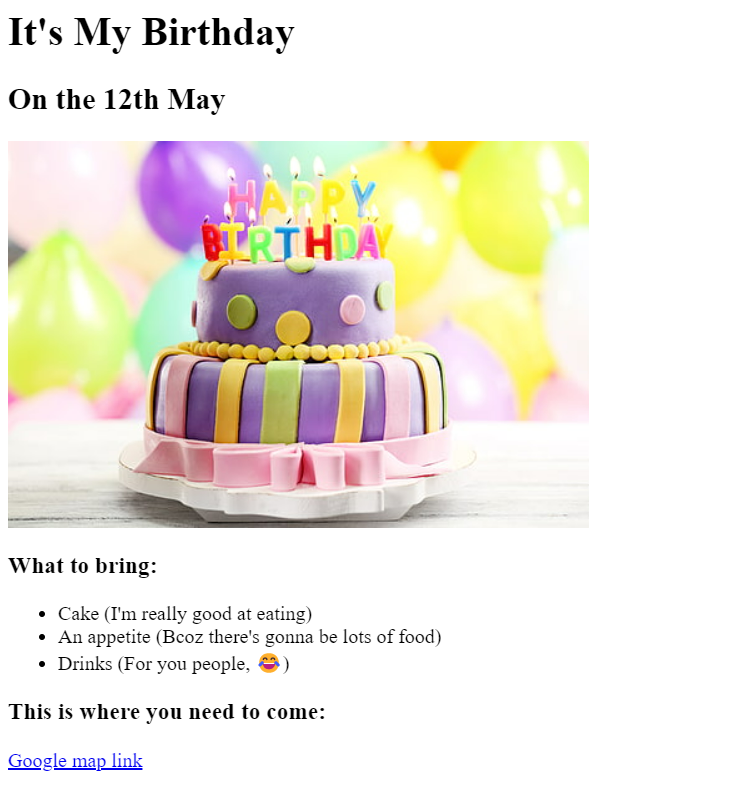 It's My Birthday
On the 12th May
HAPPY
BIRTHDAY
What to bring:
Cake (I'm really good at eating)
An appetite (Bcoz there's gonna be lots of food)
Drinks (For you people, 😂)
This is where you need to come:
Google map link